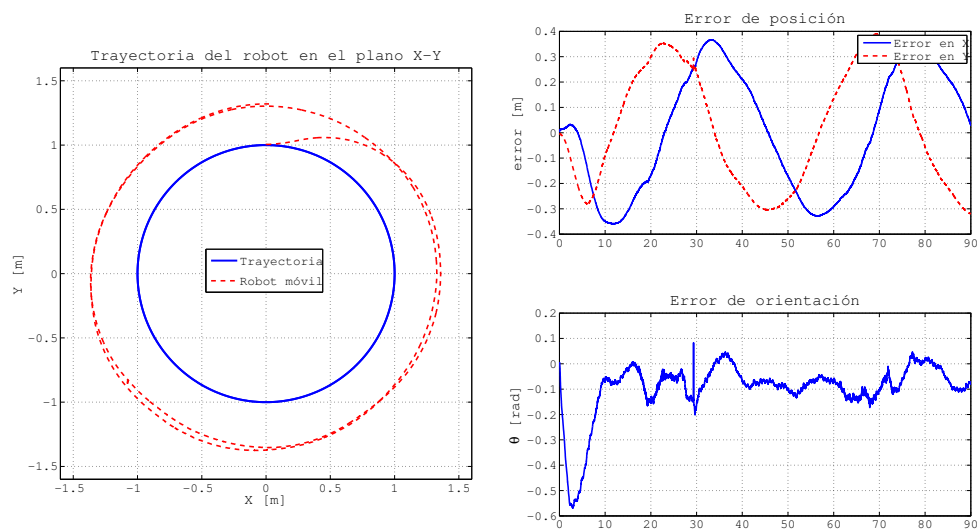 Trayectoria del robot en el plano X-Y
1.5
1
0.5
0
-0.5
-1
-1.5
Y [m]
Trayectoria
Robot móvil
-1.5 -1 -0.5 0 0.5 1 1.5
X [m]
Error de posición
0.4
0.3
0.2
0.1
0
-0.1
-0.2
-0.3
-0.4
error [m]
Error en X
Error en Y
0 10 20 30 40 50 60 70 80 90
Error de orientación
0.2
0.1
0
-0.1
-0.2
-0.3
-0.4
-0.5
-0.6
θ [rad]
0 10 20 30 40 50 60 70 80 90